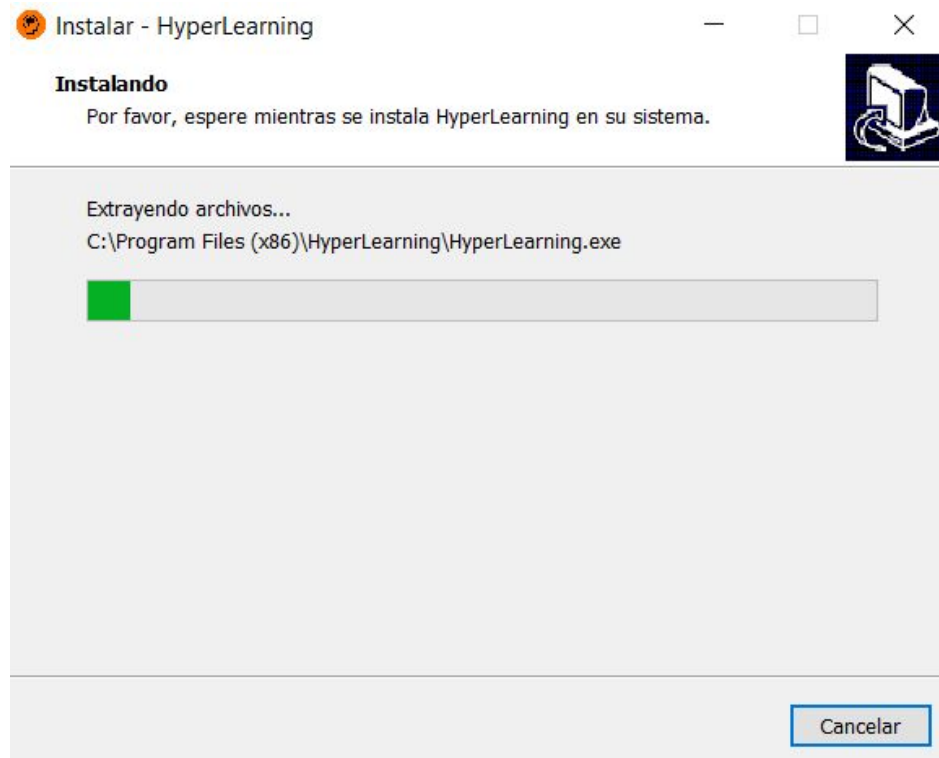 Instalar - HyperLearning
Instalando
Por favor, espere mientras se instala HyperLearning en su sistema.
Extrayendo archivos...
C:\Program Files (x86)\HyperLearning\HyperLearning.exe
Cancelar